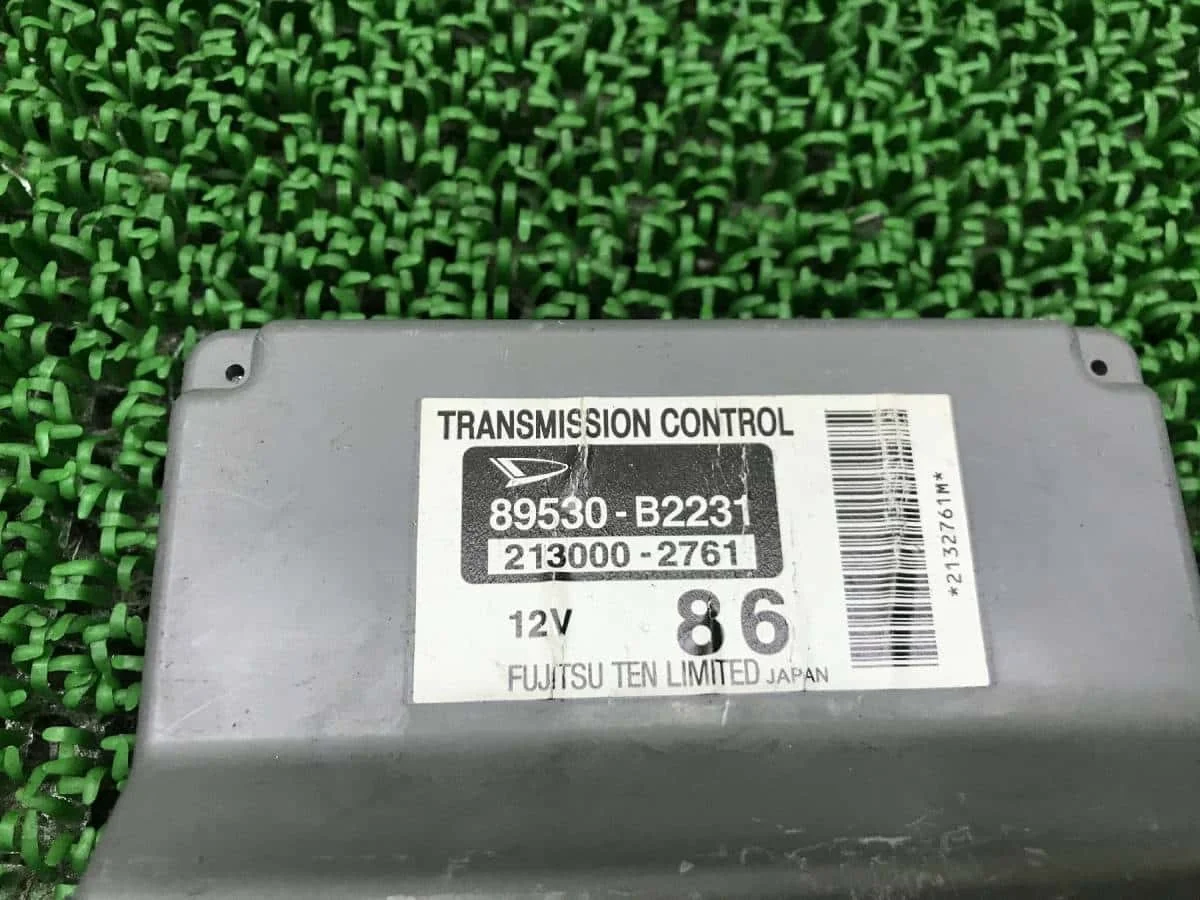 TRANSMISSION CONTROL
89530-B2231
213000-2761
12V 86
FUJITSU TEN LIMITED JAPAN
*2132761M*